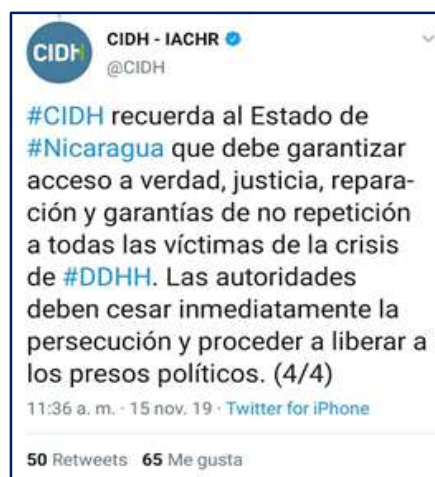 CIDH
CIDH - IACHR
@CIDH
#CIDH recuerda al Estado de
#Nicaragua que debe garantizar
acceso a verdad, justicia, repara-
ción y garantías de no repetición
a todas las víctimas de la crisis
de #DDHH. Las autoridades
deben cesar inmediatamente la
persecución y proceder a liberar a
los presos políticos. (4/4)
11:36 a. m. · 15 nov. 19 · Twitter for iPhone
50 Retweets 65 Me gusta